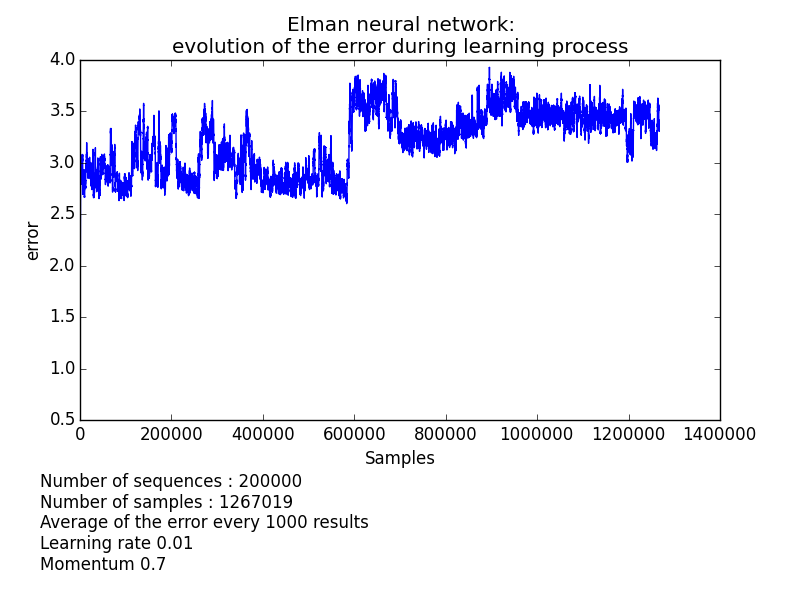 Elman neural network:
evolution of the error during learning process
4.0
3.5
3.0
2.5
2.0
1.5
1.0
0.5
error
0 200000 400000 600000 800000 1000000 1200000 1400000
Samples
Number of sequences : 200000
Number of samples : 1267019
Average of the error every 1000 results
Learning rate 0.01
Momentum 0.7